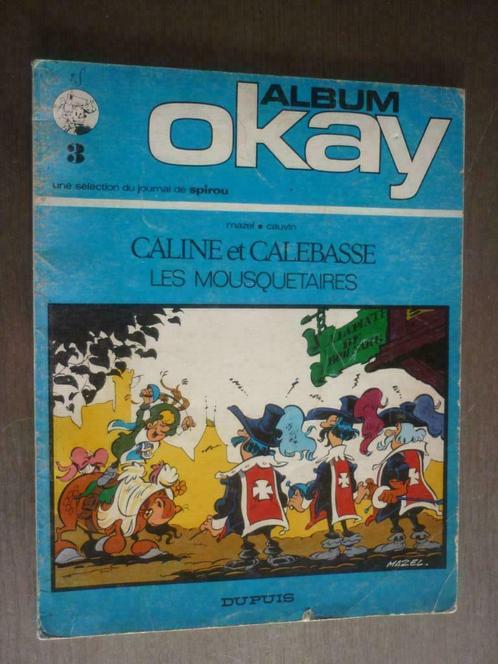 ALBUM
okay
3
une sélection du journal de spirou
mazel • cauvin
CALINE et CALEBASSE
LES MOUSQUETAIRES
MAZEL.
DUPUIS